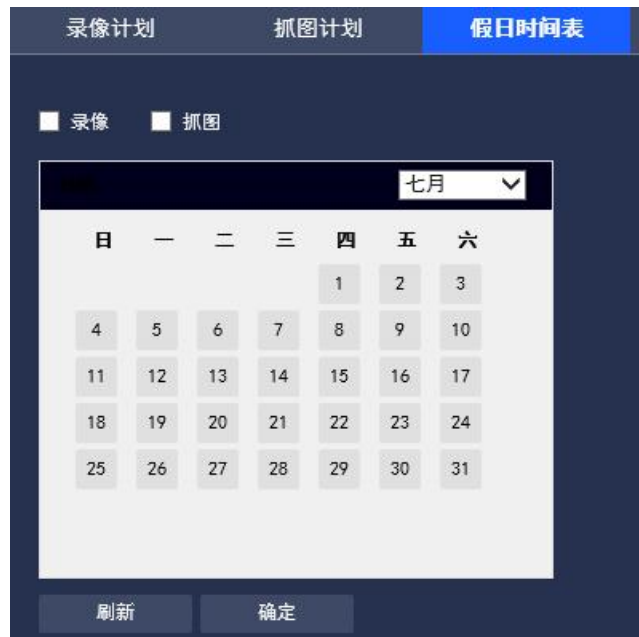 录像计划 抓图计划 假日时间表
录像 抓图
七月
日 一 二 三 四 五 六
1 2 3
4 5 6 7 8 9 10
11 12 13 14 15 16 17
18 19 20 21 22 23 24
25 26 27 28 29 30 31
刷新 确定